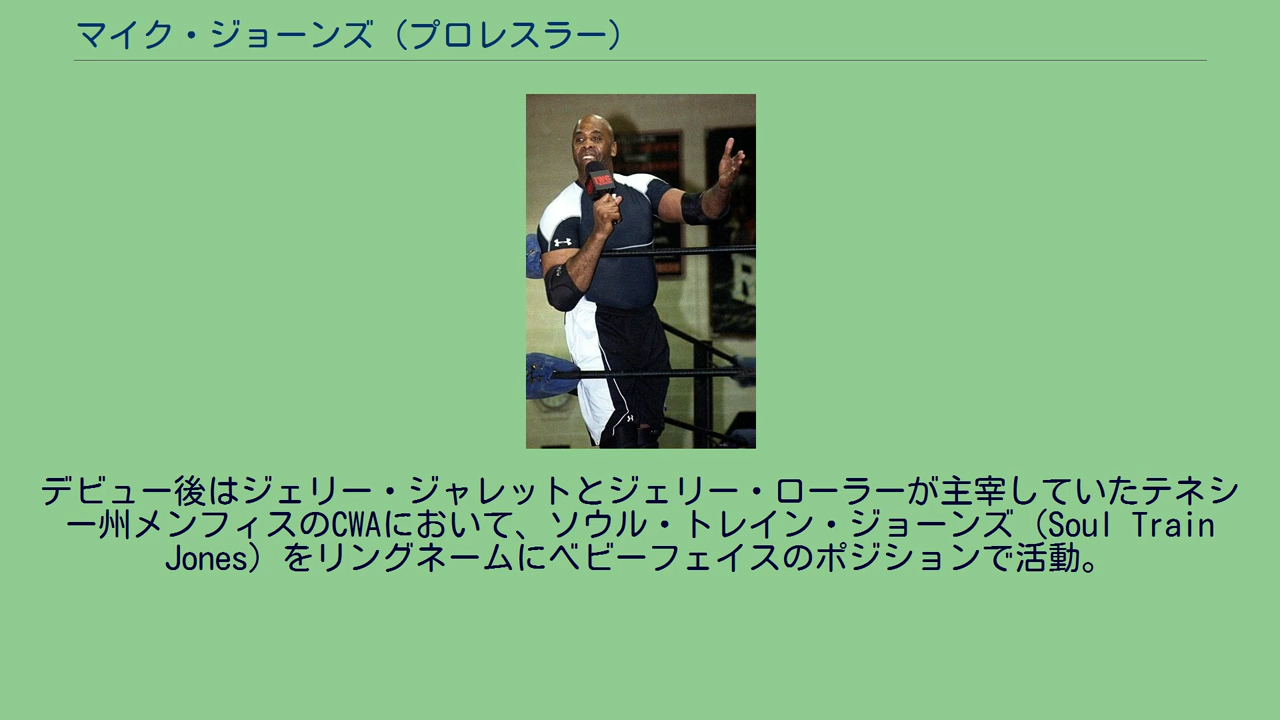 マイク・ジョーンズ（プロレスラー）
デビュー後はジェリー・ジャレットとジェリー・ローラーが主宰していたテネシ
ー州メンフィスのCWAにおいて、ソウル・トレイン・ジョーンズ（Soul Train
Jones）をリングネームにベビーフェイスのポジションで活動。